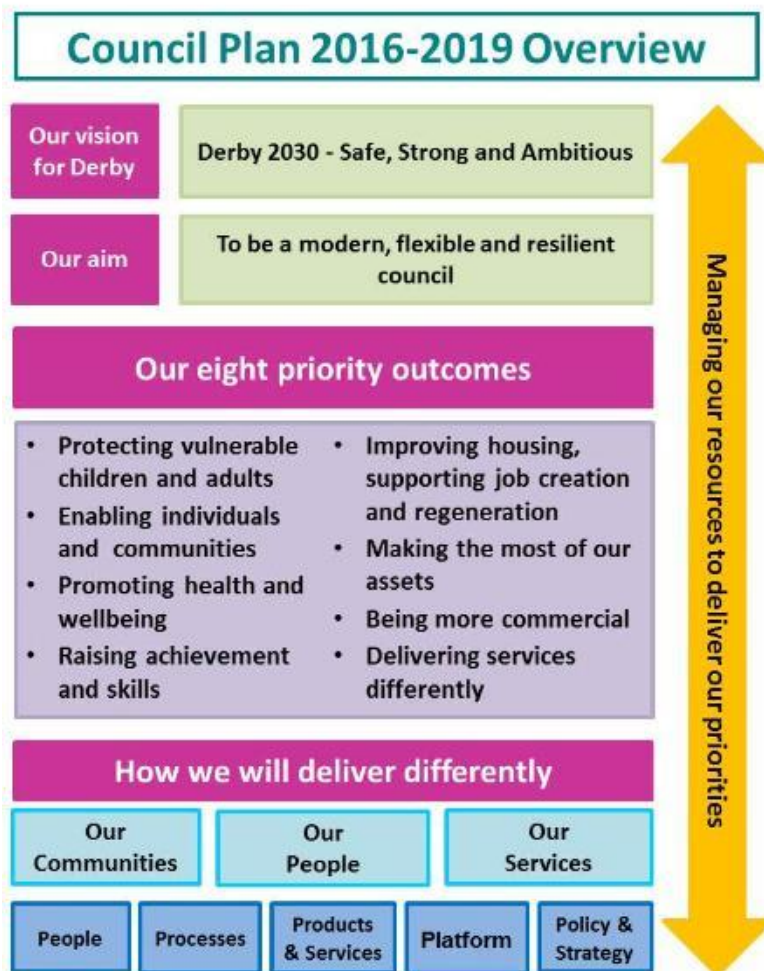 Council Plan 2016-2019 Overview
Our vision
for Derby
Derby 2030 - Safe, Strong and Ambitious
Our aim
To be a modern, flexible and resilient
council
Our eight priority outcomes
• Protecting vulnerable
children and adults
• Enabling individuals
and communities
• Promoting health and
wellbeing
• Raising achievement
and skills
• Improving housing,
supporting job creation
and regeneration
• Making the most of our
assets
• Being more commercial
• Delivering services
differently
How we will deliver differently
Our
Communities
Our
People
Our
Services
People
Processes
Products
& Services
Platform
Policy &
Strategy
Managing our resources to deliver our priorities